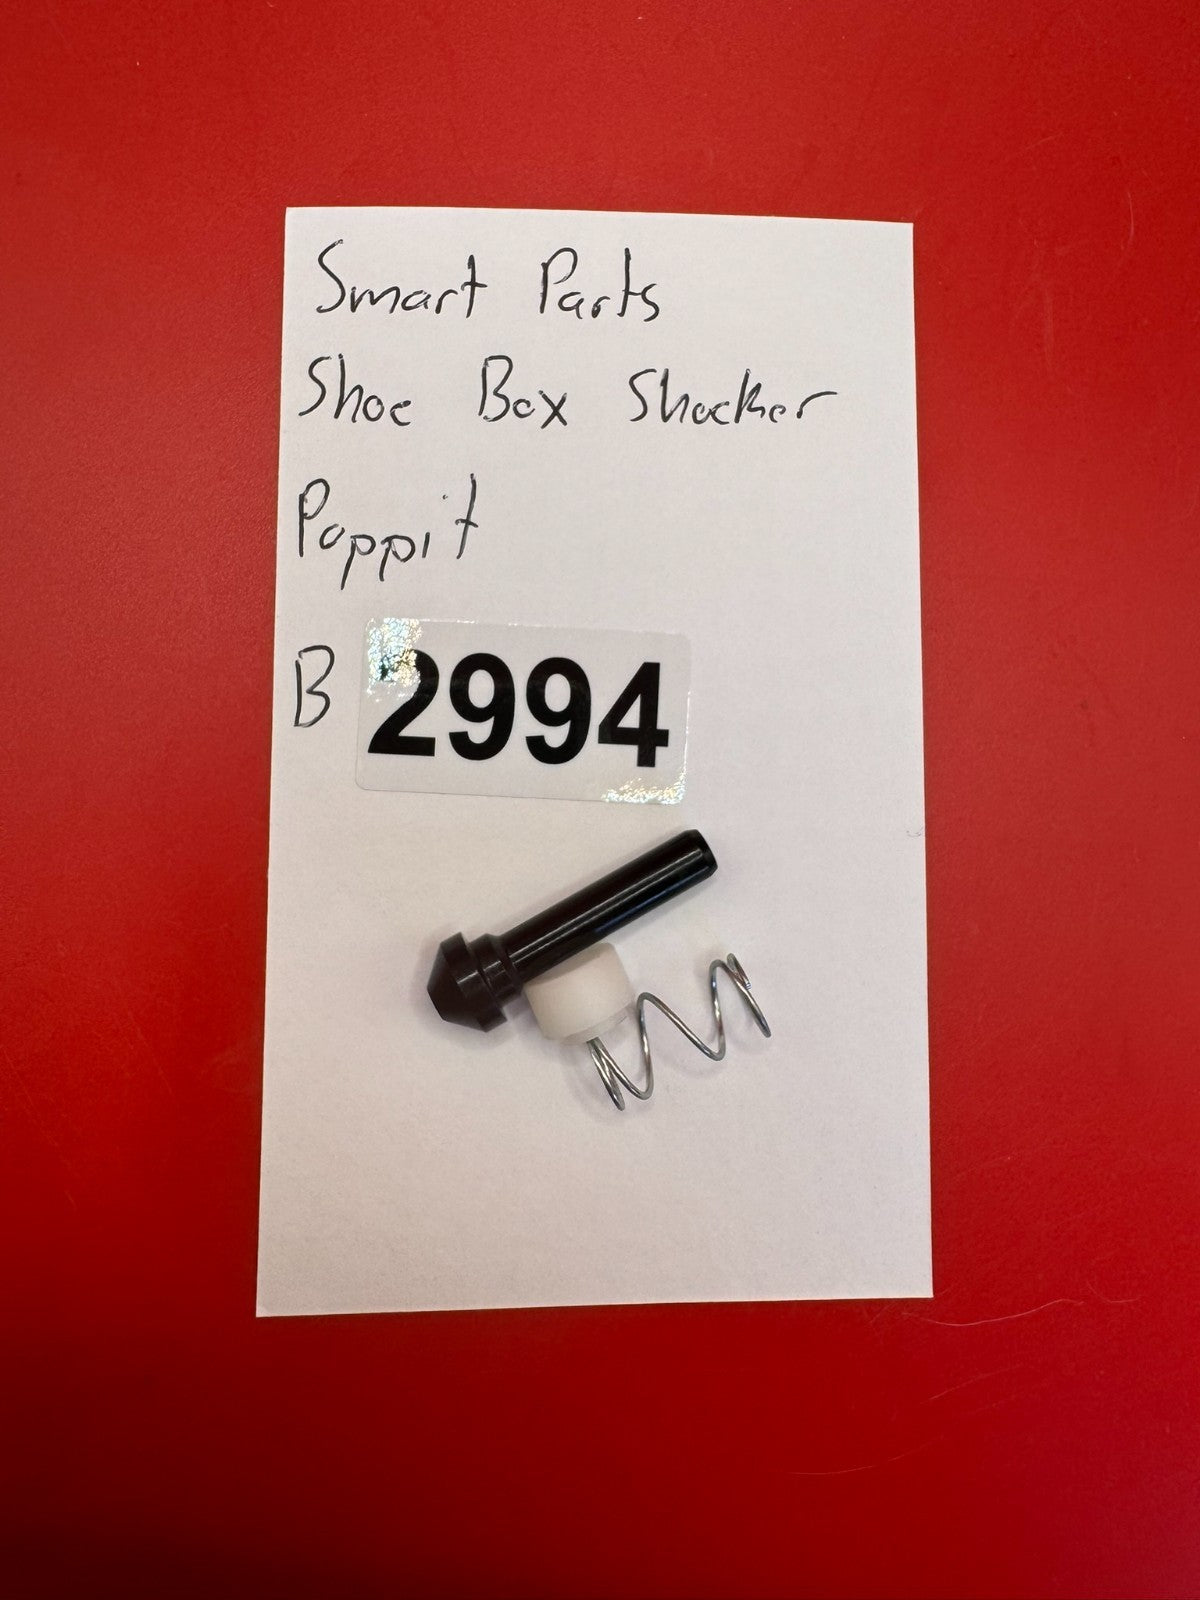 Smart Parts
Shoe Box Shocker
Poppit
B 2994